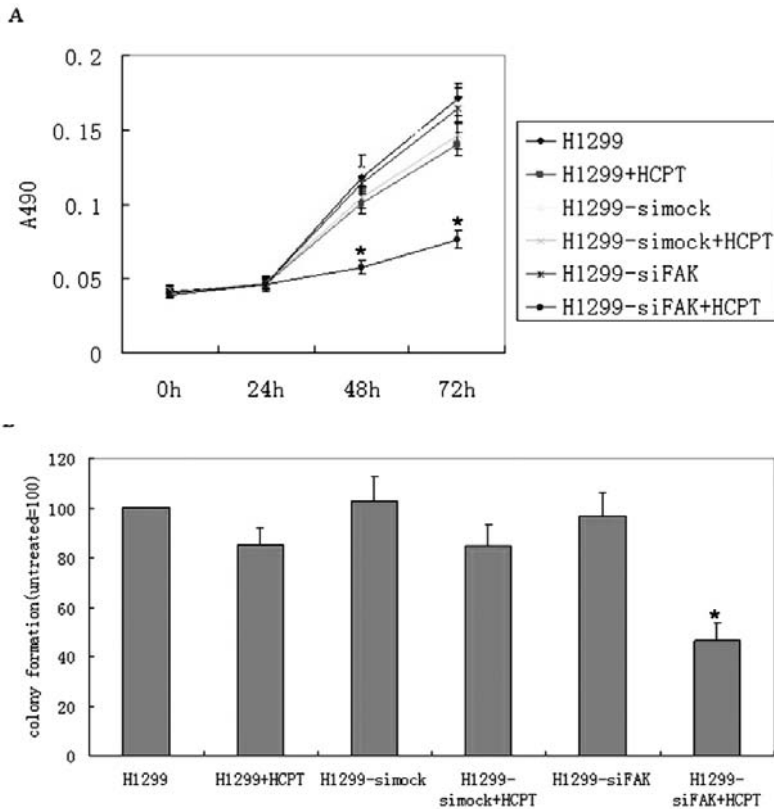 A
0.2
0.15
0.1
0.05
0
A490
0h 24h 48h 72h
*
*
H1299
H1299+HCPT
H1299-simock
H1299-simock+HCPT
H1299-siFAK
H1299-siFAK+HCPT
120
100
80
60
40
20
0
colony formation(untreated=100)
*
H1299
H1299+HCPT
H1299-simock
H1299-
simock+HCPT
H1299-siFAK
H1299-
siFAK+HCPT